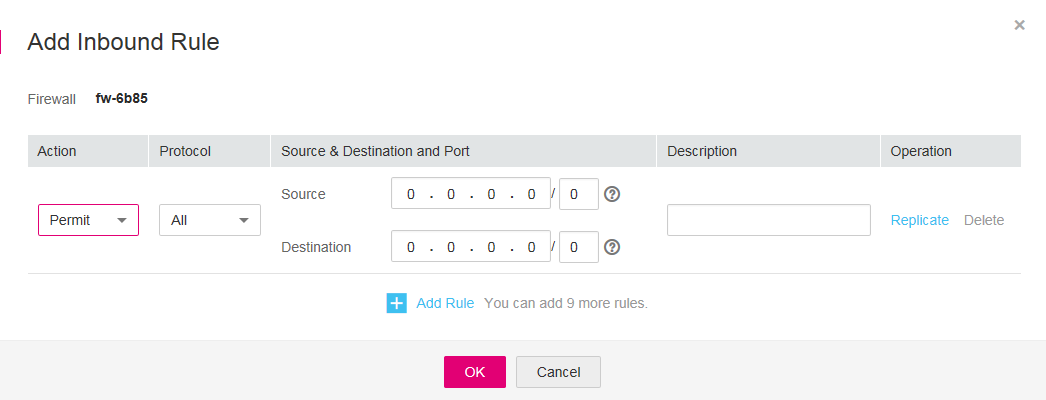 Add Inbound Rule
×
Firewall fw-6b85
Action Protocol Source & Destination and Port Description Operation
Source 0 . 0 . 0 . 0 / 0 ?
Permit All Replicate Delete
Destination 0 . 0 . 0 . 0 / 0 ?
+ Add Rule You can add 9 more rules.
OK Cancel